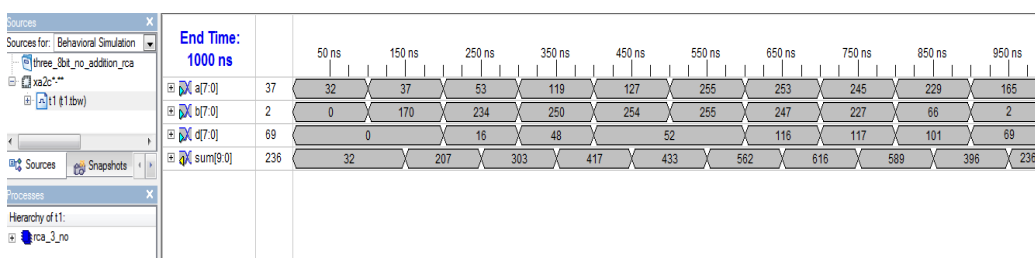 Sources
Sources for: Behavioral Simulation
three_8bit_no_addition_rca
xa2c*-**
t1 (t1.tbw)
Sources Snapshots
Processes
Hierarchy of t1:
rca_3_no
End Time:
1000 ns
50 ns 150 ns 250 ns 350 ns 450 ns 550 ns 650 ns 750 ns 850 ns 950 ns
a[7:0] 37 32 37 53 119 127 255 253 245 229 165
b[7:0] 2 0 170 234 250 254 255 247 227 66 2
d[7:0] 69 0 16 48 52 116 117 101 69
sum[9:0] 236 32 207 303 417 433 562 616 589 396 236